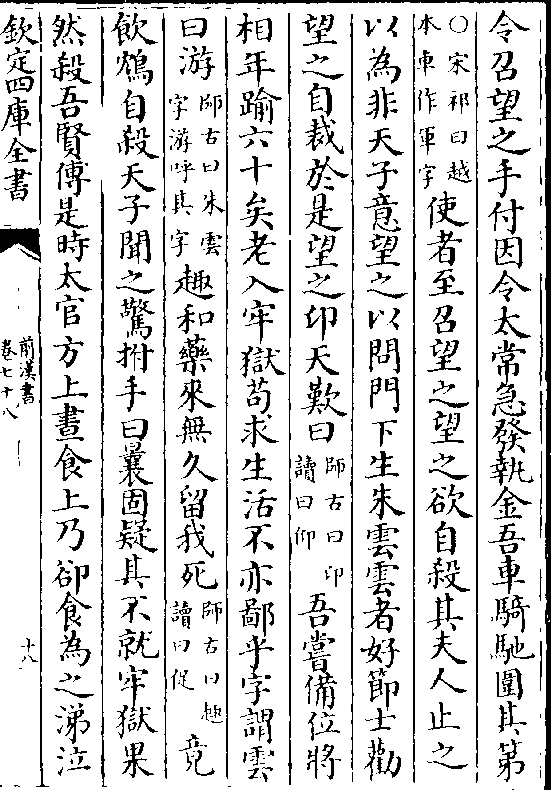 令召望之手付因令太常急發執金吾車騎馳圍其第
○宋祁曰越
本車作軍字
使者至召望之望之欲自殺其夫人止之
以為非天子意望之以問門下生朱雲雲者好節士勸
望之自裁於是望之卬天歎曰
師古曰卬
讀曰仰
吾嘗備位將
相年踰六十矣老入牢獄苟求生活不亦鄙乎字謂雲
曰游
師古曰朱雲
字游呼其字
趣和藥來無久留我死
師古曰趣
讀曰促
竟
飲鴆自殺天子聞之驚拊手曰曩固疑其不就牢獄果
然殺吾賢傅是時太官方上晝食上乃卻食為之涕泣
欽定四庫全書
前漢書
卷七十八
十八